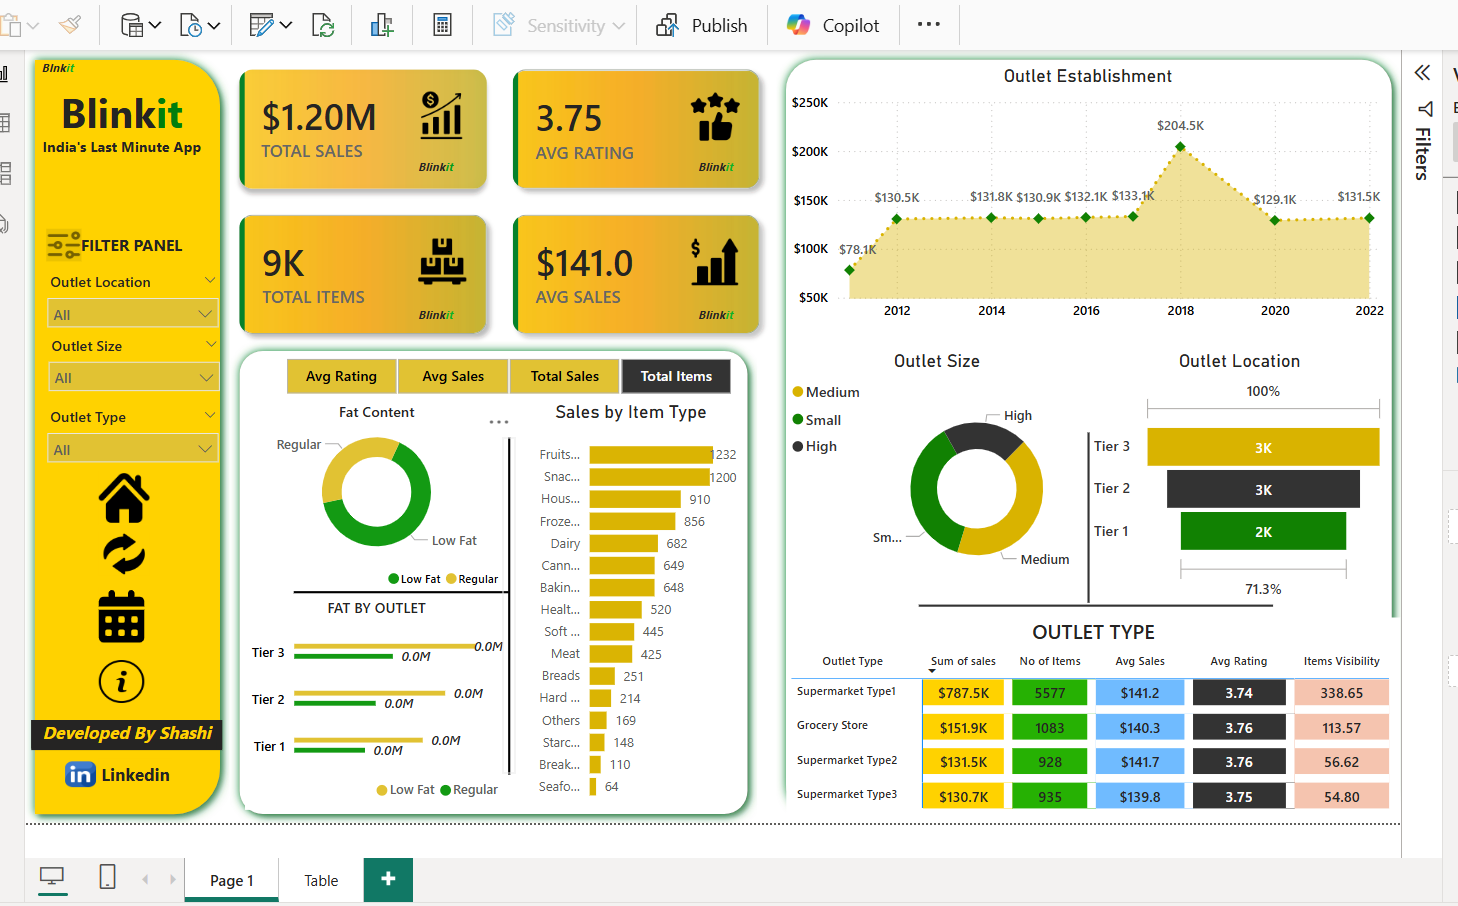 Sensitivity
Publish
Copilot
Blnkit
Blinkit
India's Last Minute App
FILTER PANEL
Outlet Location
All
Outlet Size
All
Outlet Type
All
Developed By Shashi
in Linkedin
$1.20M
TOTAL SALES
Blinkit
3.75
AVG RATING
Blinkit
9K
TOTAL ITEMS
Blinkit
$141.0
AVG SALES
Blinkit
Avg Rating Avg Sales Total Sales Total Items
Fat Content
Regular
Low Fat
Low Fat Regular
FAT BY OUTLET
Tier 3 0.0M
0.0M
Tier 2 0.0M
0.0M
Tier 1 0.0M
0.0M
Low Fat Regular
Sales by Item Type
Fruits... 1232
Snac... 1200
Hous... 910
Froze... 856
Dairy 682
Cann... 649
Bakin... 648
Healt... 520
Soft ... 445
Meat 425
Breads 251
Hard ... 214
Others 169
Starc... 148
Break... 110
Seafo... 64
Outlet Establishment
$250K
$200K
$150K
$100K
$50K
$78.1K
$130.5K
$131.8K
$130.9K
$132.1K
$133.1K
$204.5K
$129.1K
$131.5K
2012 2014 2016 2018 2020 2022
Outlet Size
Medium
Small
High
High
Sm...
Medium
Outlet Location
100%
Tier 3 3K
Tier 2 3K
Tier 1 2K
71.3%
OUTLET TYPE
Outlet Type Sum of sales No of Items Avg Sales Avg Rating Items Visibility
Supermarket Type1 $787.5K 5577 $141.2 3.74 338.65
Grocery Store $151.9K 1083 $140.3 3.76 113.57
Supermarket Type2 $131.5K 928 $141.7 3.76 56.62
Supermarket Type3 $130.7K 935 $139.8 3.75 54.80
Filters
Page 1
Table